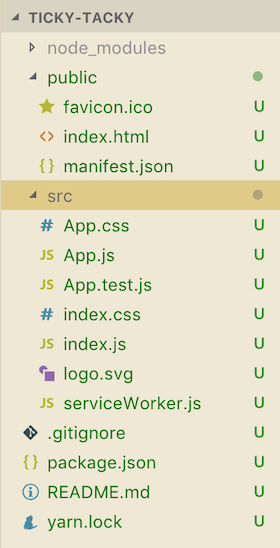 TICKY-TACKY
node_modules
public
favicon.ico U
<> index.html U
{} manifest.json U
src
# App.css U
JS App.js U
JS App.test.js U
# index.css U
JS index.js U
logo.svg U
JS serviceWorker.js U
.gitignore U
{} package.json U
README.md U
yarn.lock U